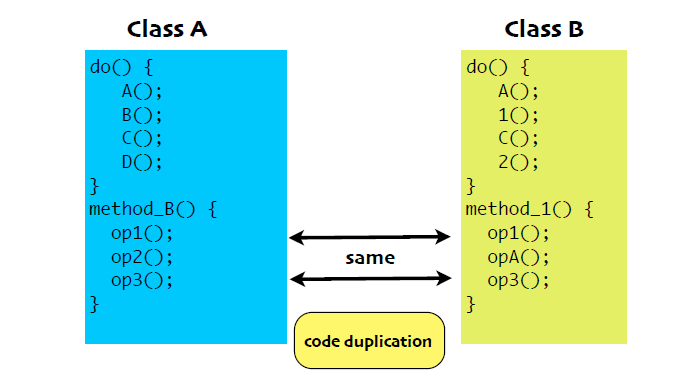 Class A
do() {
A();
B();
C();
D();
}
method_B() {
op1();
op2();
op3();
}
same
code duplication
Class B
do() {
A();
1();
C();
2();
}
method_1() {
op1();
opA();
op3();
}